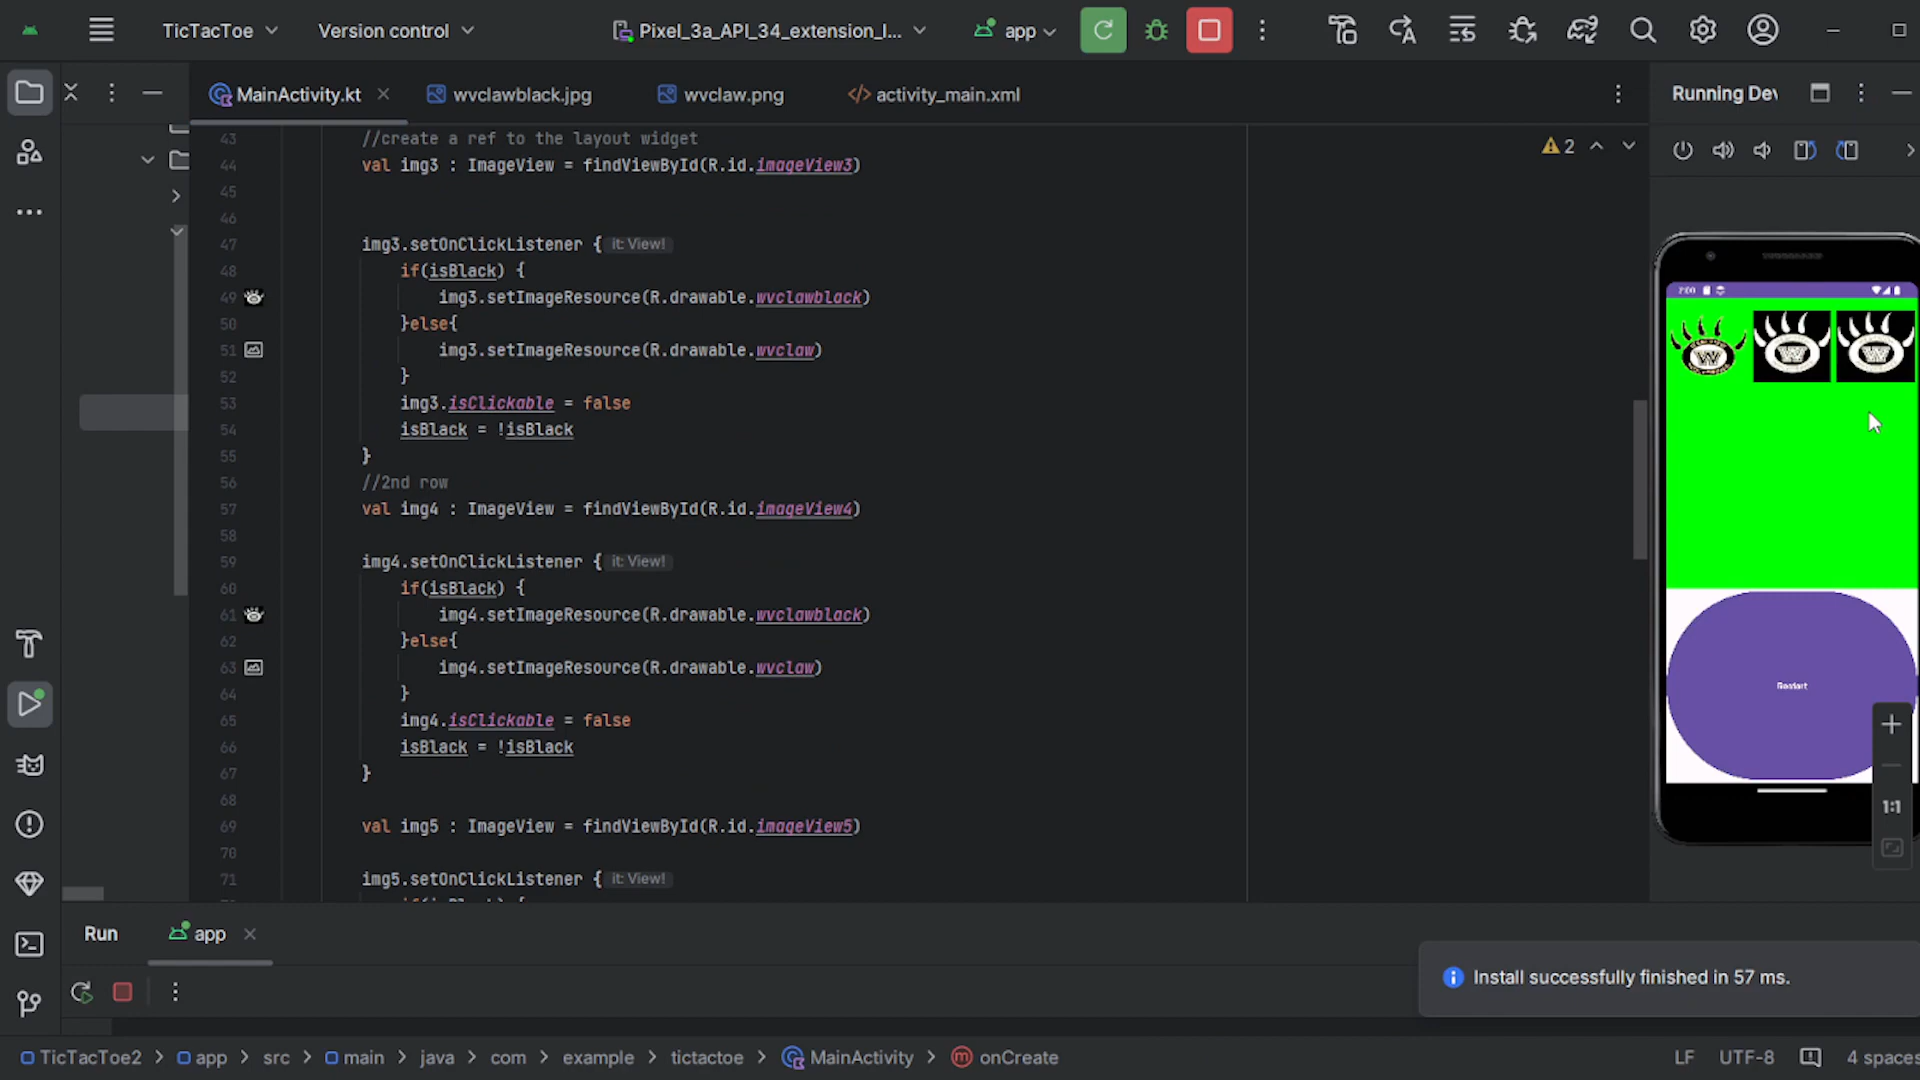 TicTacToe
Version control
Pixel_3a_API_34_extension_l...
app
MainActivity.kt
wvclawblack.jpg
wvclaw.png
activity_main.xml
Running Dev
2
43 //create a ref to the layout widget
44 val img3 : ImageView = findViewById(R.id.imageView3)
45
46
47 img3.setOnClickListener { it: View!
48 if(isBlack) {
49 img3.setImageResource(R.drawable.wvclawblack)
50 }else{
51 img3.setImageResource(R.drawable.wvclaw)
52 }
53 img3.isClickable = false
54 isBlack = !isBlack
55 }
56 //2nd row
57 val img4 : ImageView = findViewById(R.id.imageView4)
58
59 img4.setOnClickListener { it: View!
60 if(isBlack) {
61 img4.setImageResource(R.drawable.wvclawblack)
62 }else{
63 img4.setImageResource(R.drawable.wvclaw)
64 }
65 img4.isClickable = false
66 isBlack = !isBlack
67 }
68
69 val img5 : ImageView = findViewById(R.id.imageView5)
70
71 img5.setOnClickListener { it: View!
7:00
W
W
W
Restart
1:1
Run
app
Install successfully finished in 57 ms.
TicTacToe2 > app > src > main > java > com > example > tictactoe > MainActivity > onCreate
LF UTF-8 4 spaces